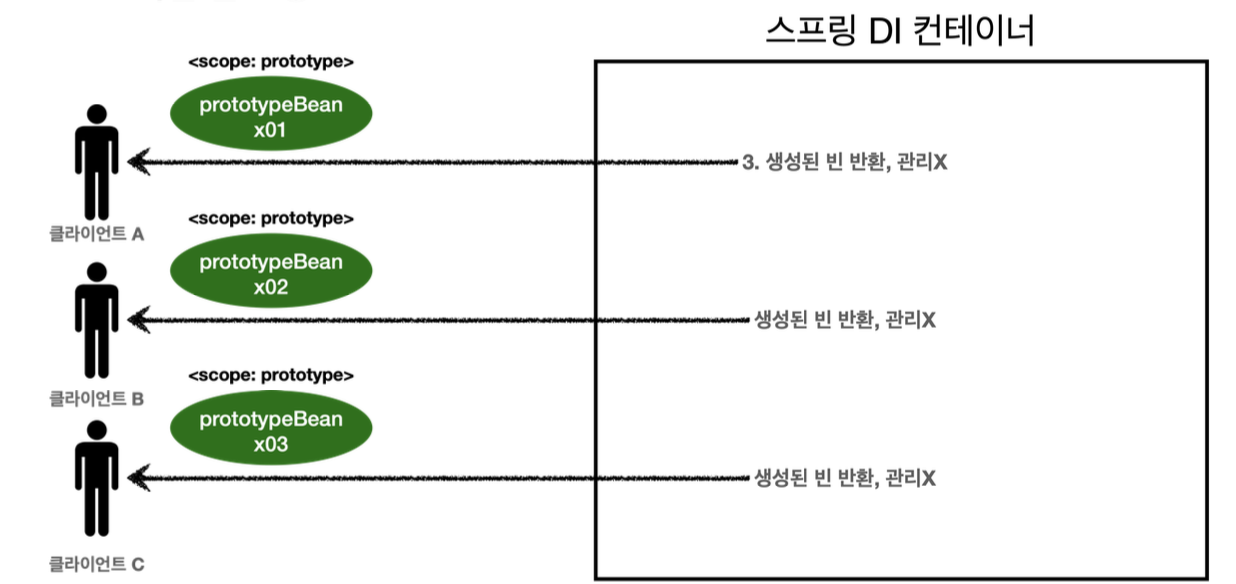 스프링 DI 컨테이너
<scope: prototype>
prototypeBean
x01
3. 생성된 빈 반환, 관리X
클라이언트 A
<scope: prototype>
prototypeBean
x02
생성된 빈 반환, 관리X
클라이언트 B
<scope: prototype>
prototypeBean
x03
생성된 빈 반환, 관리X
클라이언트 C